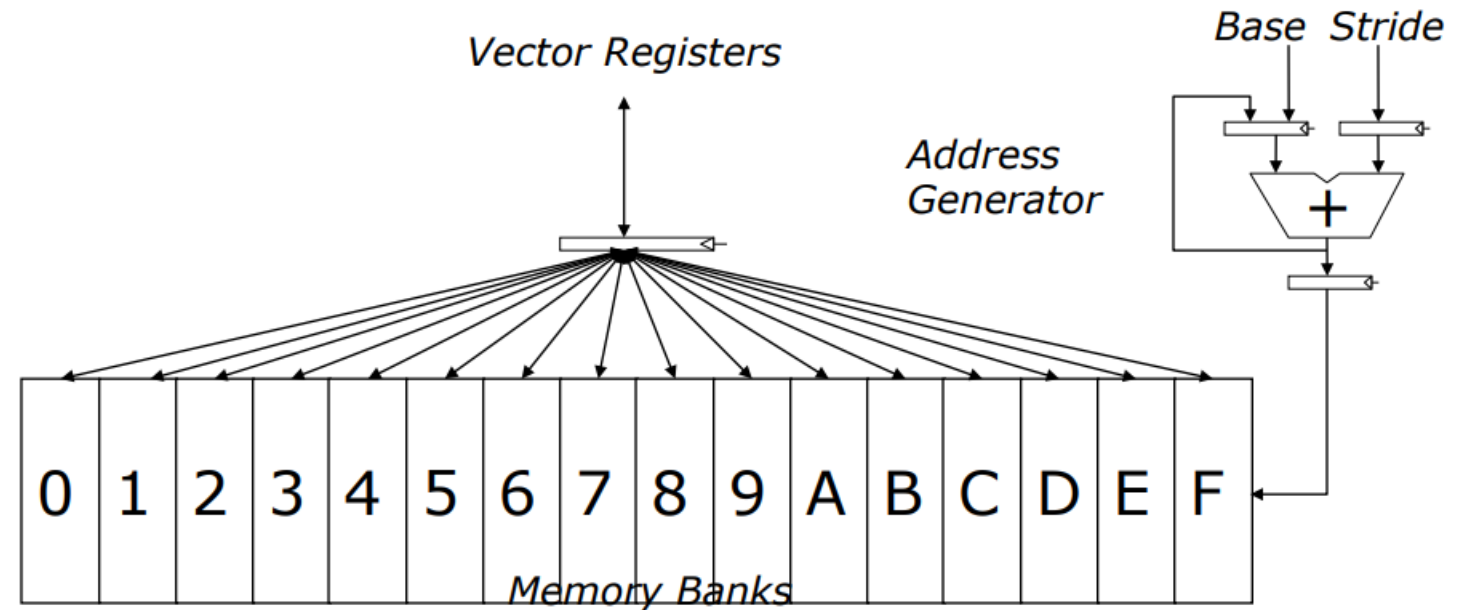 Base Stride
Vector Registers
Address
Generator
+
0 1 2 3 4 5 6 7 8 9 A B C D E F
Memory Banks